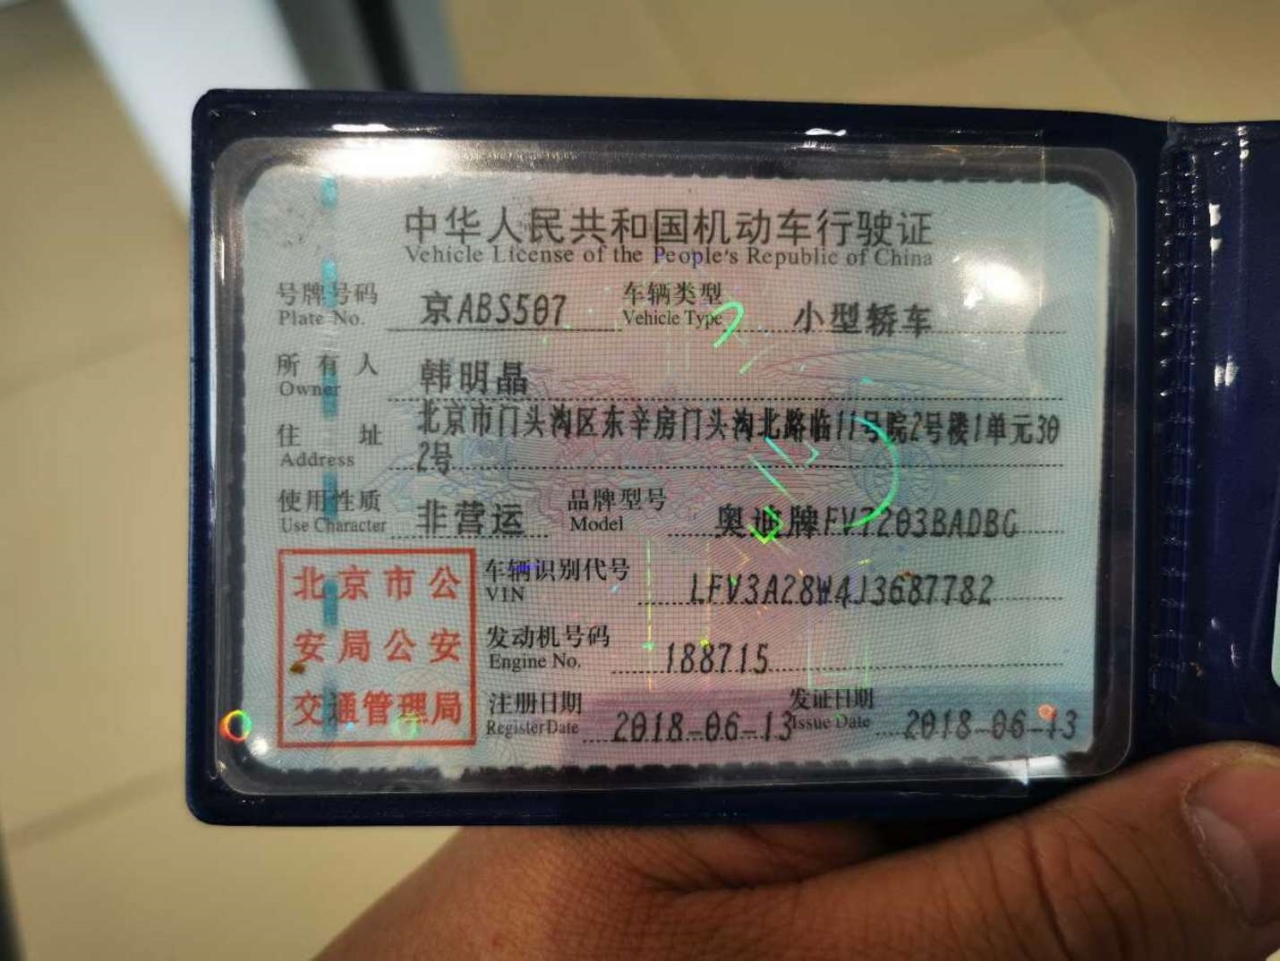 中华人民共和国机动车行驶证
Vehicle License of the People's Republic of China
号牌号码 京ABS507 车辆类型 小型轿车
Plate No. Vehicle Type
所有人 韩明晶
Owner
住址 北京市门头沟区东辛房门头沟北路临11号院2号楼1单元30
Address 2号
使用性质 非营运 品牌型号 奥迪牌FV7203BADBG
Use Character Model
北京市公
安局公安
交通管理局
车辆识别代号 LFV3A28W4J3687782
VIN
发动机号码 188715
Engine No.
注册日期 2018-06-13 发证日期 2018-06-13
Register Date Issue Date